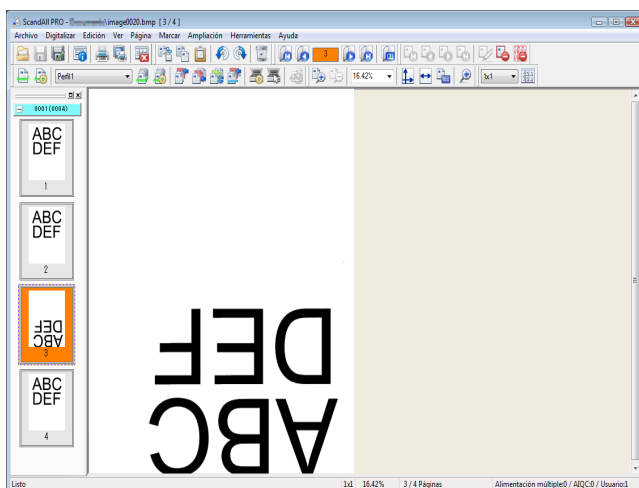 ScandAll PRO - \image0020.bmp [ 3 / 4 ]
Archivo Digitalizar Edición Ver Página Marcar Ampliación Herramientas Ayuda
3
Perfil1 16.42% 1x1
0001(0004)
ABC
DEF
1
ABC
DEF
2
ABC
DEF
3
ABC
DEF
4
ABC
DEF
Listo 1x1 16.42% 3 / 4 Páginas Alimentación múltiple:0 / AIQC:0 / Usuario:1